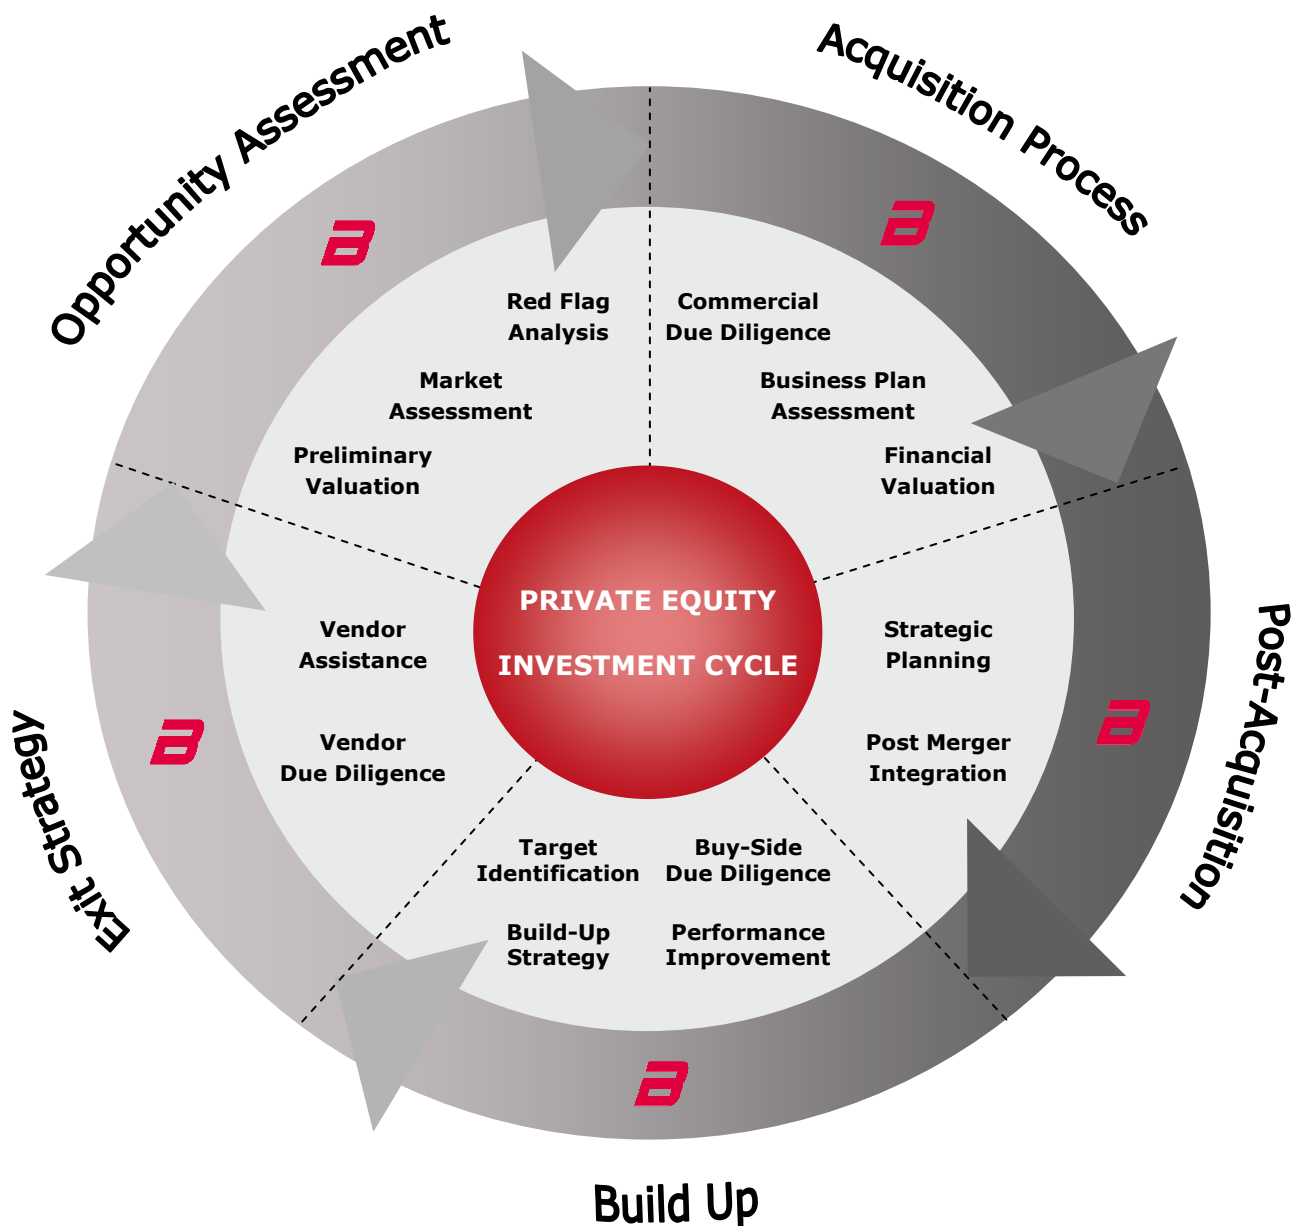 Opportunity Assessment
Acquisition Process
Red Flag
Analysis
Commercial
Due Diligence
Market
Assessment
Business Plan
Assessment
Preliminary
Valuation
Financial
Valuation
PRIVATE EQUITY
INVESTMENT CYCLE
Vendor
Assistance
Strategic
Planning
Vendor
Due Diligence
Post Merger
Integration
Exit Strategy
Post-Acquisition
Target
Identification
Buy-Side
Due Diligence
Build-Up
Strategy
Performance
Improvement
Build Up